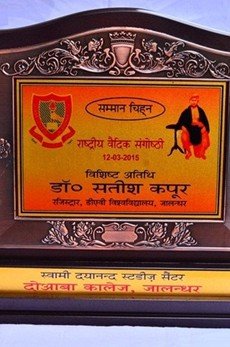 सम्मान चिह्न
राष्ट्रीय वैदिक संगोष्ठी
12-03-2015
विशिष्ट अतिथि
डॉ० सतीश कपूर
रजिस्ट्रार, डीएवी विश्वविद्यालय, जालन्धर
स्वामी दयानन्द स्टडीज़ सैंटर
दोआबा कालेज, जालन्धर